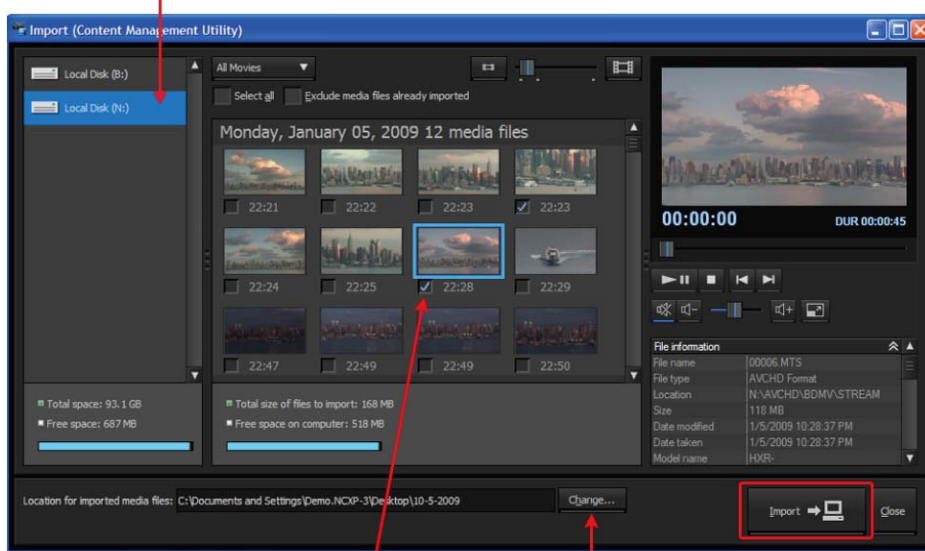 Import (Content Management Utility)
Local Disk (B:)
Local Disk (N:)
Total space: 93.1 GB
Free space: 687 MB
All Movies
Select all
Exclude media files already imported
Monday, January 05, 2009 12 media files
22:21
22:22
22:23
22:23
22:24
22:25
22:28
22:29
22:47
22:49
22:49
22:50
Total size of files to import: 168 MB
Free space on computer: 518 MB
00:00:00
DUR 00:00:45
File information
File name 00006.MTS
File type AVCHD Format
Location N:\AVCHD\BDMV\STREAM
Size 118 MB
Date modified 1/5/2009 10:28:37 PM
Date taken 1/5/2009 10:28:37 PM
Model name HXR-
Location for imported media files: C:\Documents and Settings\Demo.NCXP-3\Desktop\10-5-2009
Change...
Import
Close